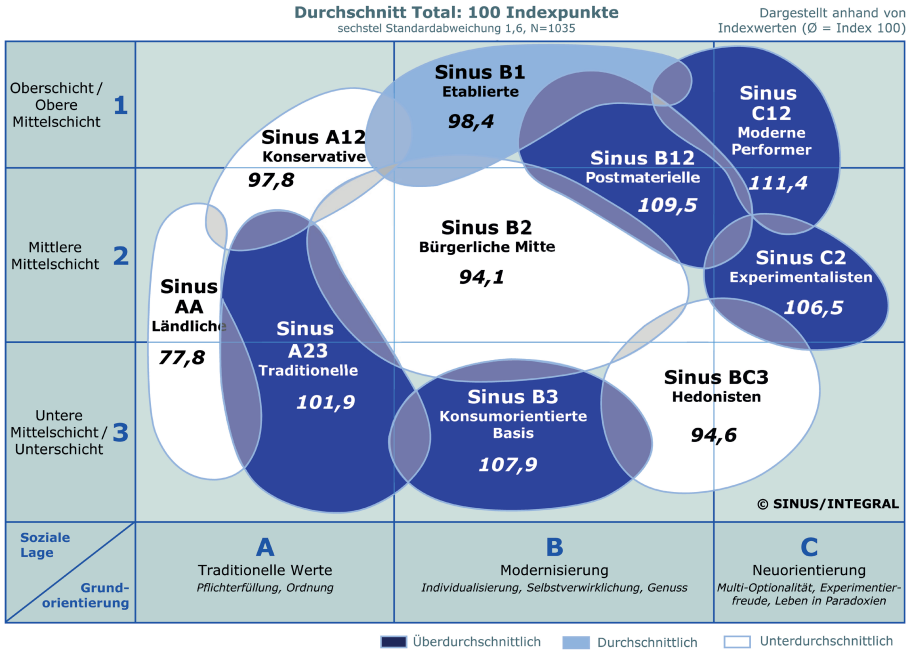 Durchschnitt Total: 100 Indexpunkte
sechstel Standardabweichung 1,6, N=1035
Dargestellt anhand von
Indexwerten (Ø = Index 100)
Oberschicht /
Obere
Mittelschicht
1
Mittlere
Mittelschicht
2
Untere
Mittelschicht /
Unterschicht
3
Sinus B1
Etablierte
98,4
Sinus
C12
Moderne
Performer
111,4
Sinus A12
Konservative
97,8
Sinus B12
Postmaterielle
109,5
Sinus B2
Bürgerliche Mitte
94,1
Sinus C2
Experimentalisten
106,5
Sinus
AA
Ländliche
77,8
Sinus
A23
Traditionelle
101,9
Sinus B3
Konsumorientierte
Basis
107,9
Sinus BC3
Hedonisten
94,6
© SINUS/INTEGRAL
Soziale
Lage
Grund-
orientierung
A
Traditionelle Werte
Pflichterfüllung, Ordnung
B
Modernisierung
Individualisierung, Selbstverwirklichung, Genuss
C
Neuorientierung
Multi-Optionalität, Experimentier-
freude, Leben in Paradoxien
Überdurchschnittlich
Durchschnittlich
Unterdurchschnittlich